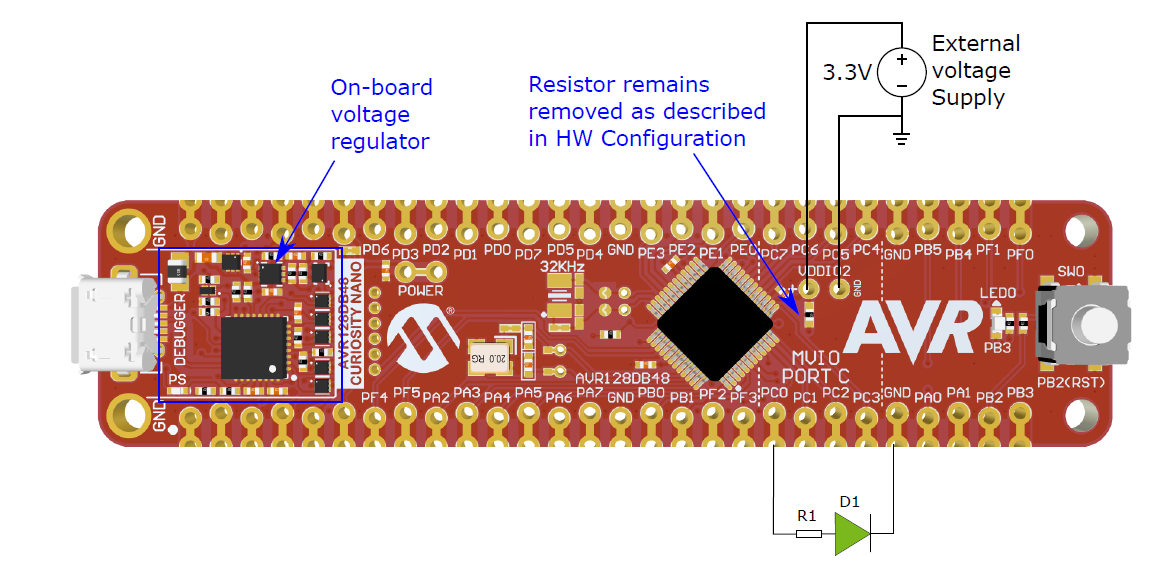 On-board
voltage
regulator
Resistor remains
removed as described
in HW Configuration
3.3V
+
−
External
voltage
Supply
GND
PD6
PD3
PD2
PD1
PD0
PD7
PD5
PD4
GND
PE3
PE2
PE1
PE0
PC7
PC6
PC5
PC4
GND
PB5
PB4
PF1
PF0
POWER
32KHz
VDDIO2
+
GND
SW0
LED0
PB3
PB2(RST)
DEBUGGER
PS
AVR128DB48
CURIOSITY NANO
®
20.0 RG
AVR128DB48
MVIO
PORT C
AVR
GND
PF4
PF5
PA2
PA3
PA4
PA5
PA6
PA7
GND
PB0
PB1
PF2
PF3
PC0
PC1
PC2
PC3
GND
PA0
PA1
PB2
PB3
R1
D1